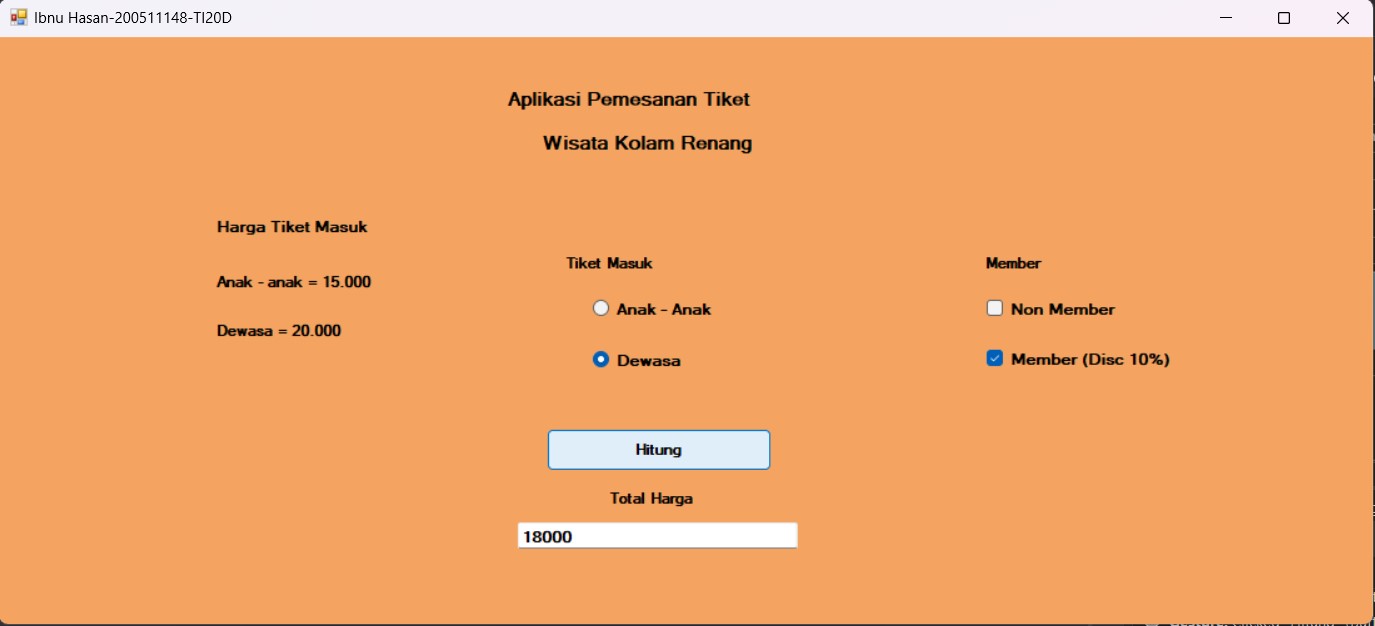 Ibnu Hasan-200511148-TI20D
Aplikasi Pemesanan Tiket
Wisata Kolam Renang
Harga Tiket Masuk
Anak - anak = 15.000
Dewasa = 20.000
Tiket Masuk
Anak - Anak
Dewasa
Member
Non Member
Member (Disc 10%)
Hitung
Total Harga
18000